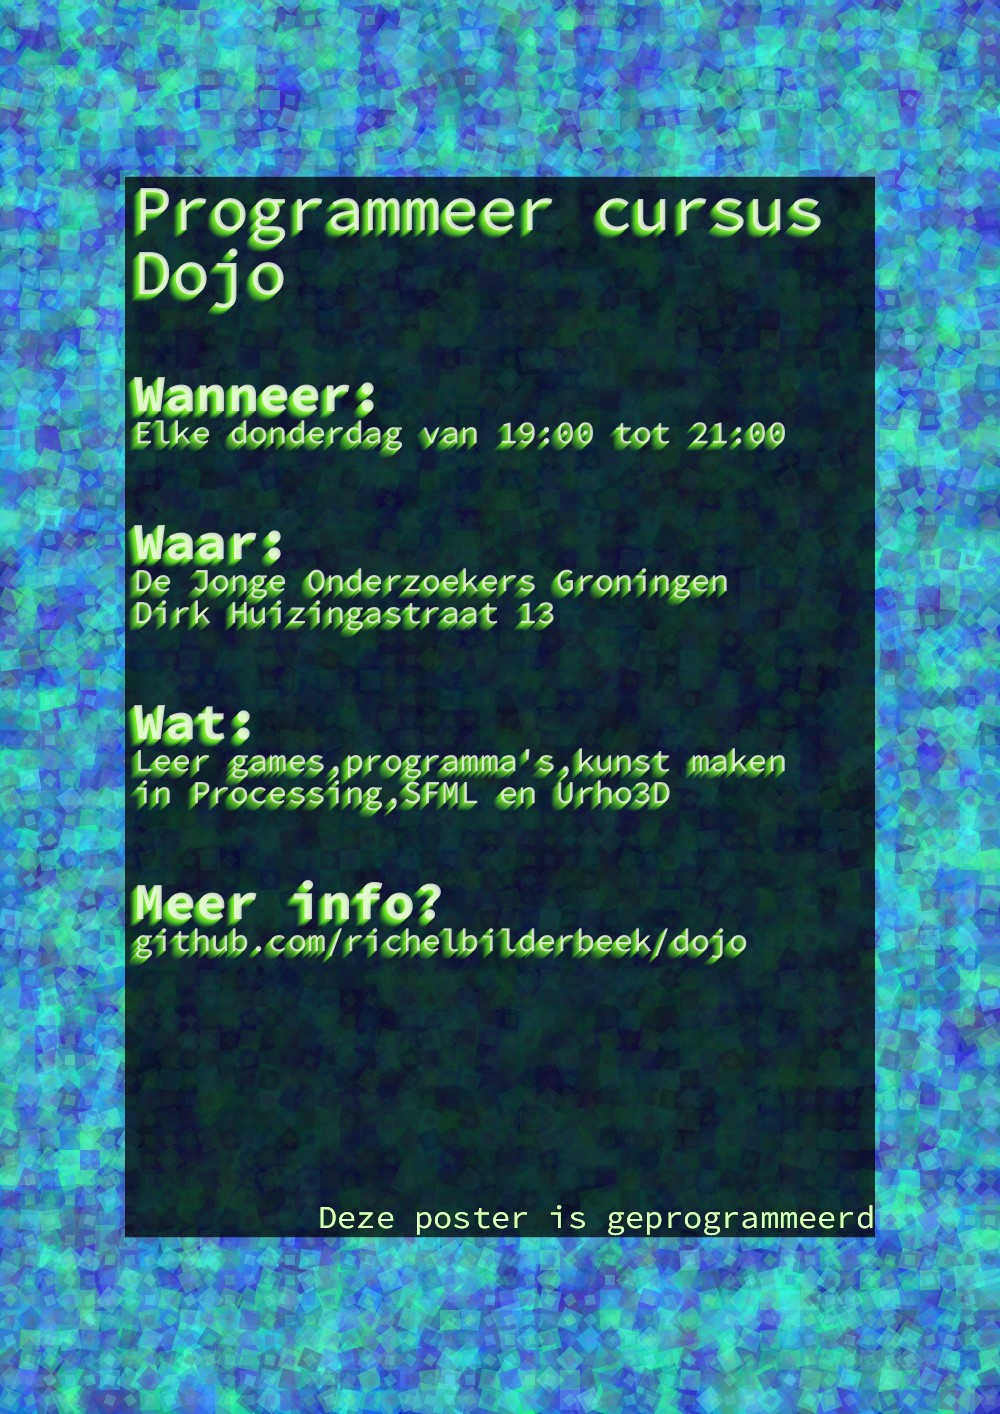 Programmeer cursus
Dojo
Wanneer:
Elke donderdag van 19:00 tot 21:00
Waar:
De Jonge Onderzoekers Groningen
Dirk Huizingastraat 13
Wat:
Leer games,programma's,kunst maken
in Processing,SFML en Urho3D
Meer info?
github.com/richelbilderbeek/dojo
Deze poster is geprogrammeerd